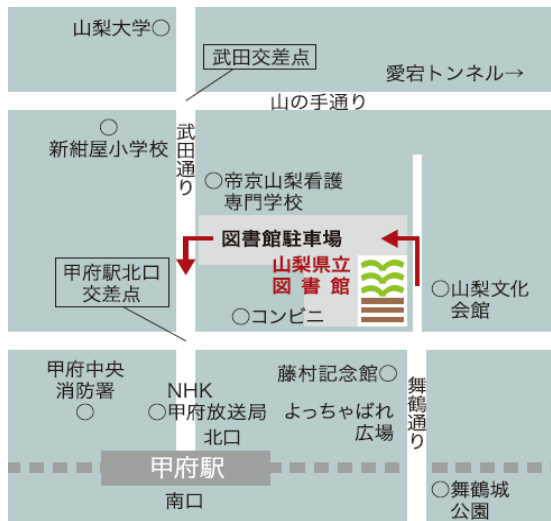 山梨大学
武田交差点
愛宕トンネル→
山の手通り
新紺屋小学校
武田通り
帝京山梨看護
専門学校
図書館駐車場
山梨県立
図書館
甲府駅北口
交差点
コンビニ
山梨文化
会館
甲府中央
消防署
NHK
甲府放送局
藤村記念館
よっちゃばれ
広場
舞鶴通り
北口
甲府駅
南口
舞鶴城
公園